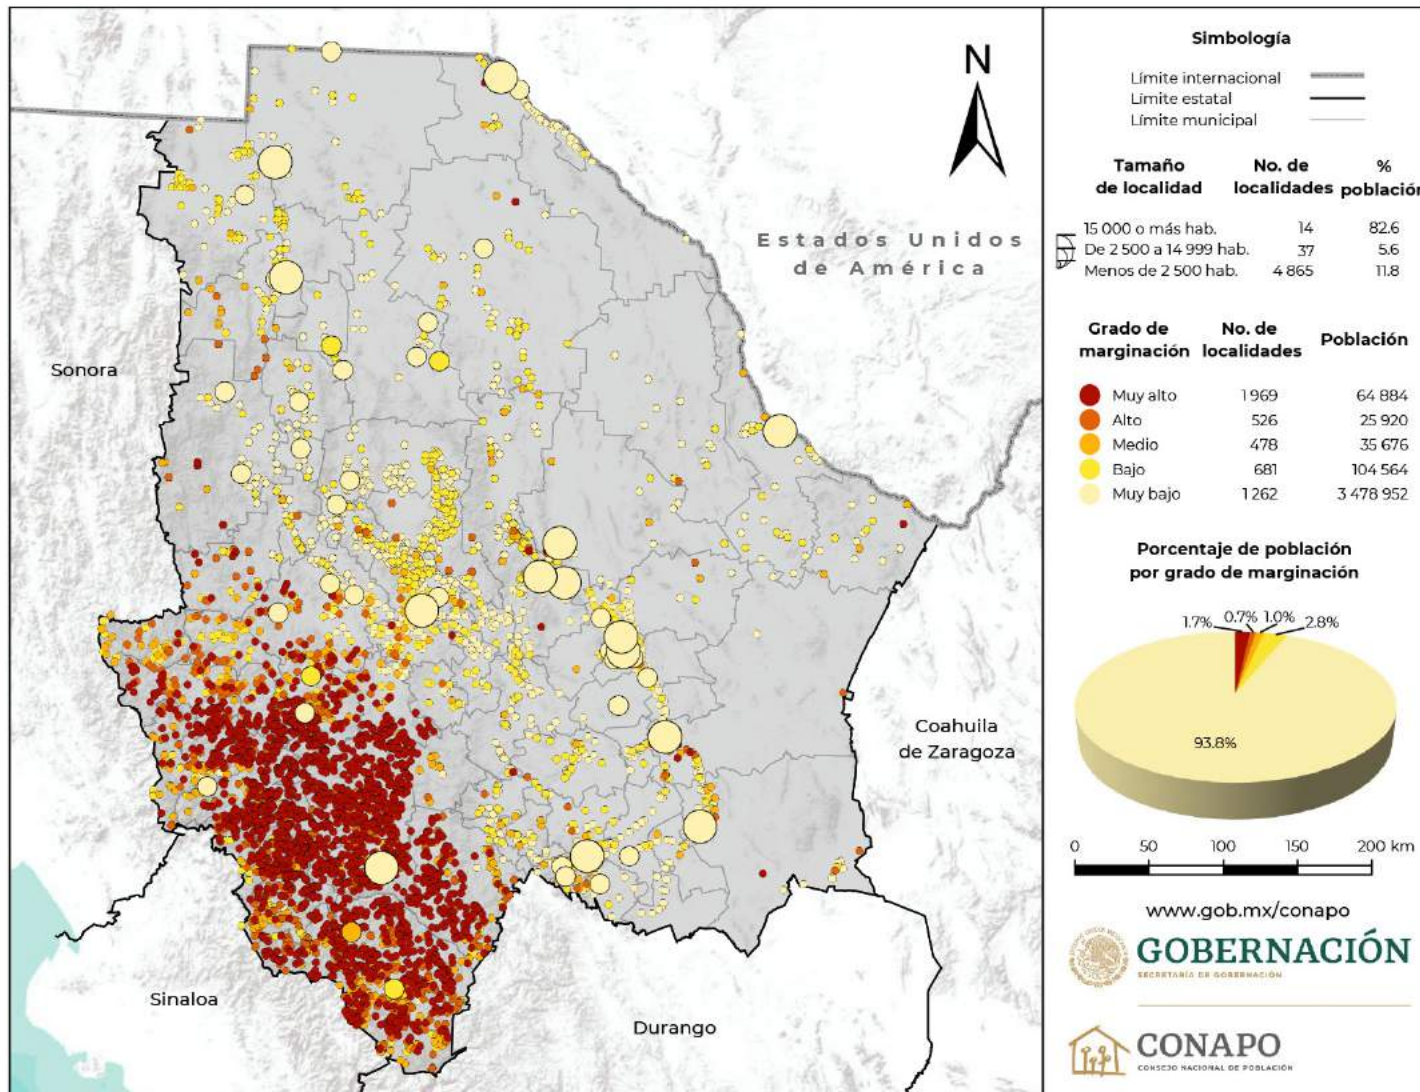 N
Estados Unidos
de América
Sonora
Coahuila
de Zaragoza
Sinaloa
Durango
Simbología
Límite internacional
Límite estatal
Límite municipal
Tamaño de localidad No. de localidades % población
15 000 o más hab. 14 82.6
De 2 500 a 14 999 hab. 37 5.6
Menos de 2 500 hab. 4 865 11.8
Grado de marginación No. de localidades Población
Muy alto 1 969 64 884
Alto 526 25 920
Medio 478 35 676
Bajo 681 104 564
Muy bajo 1 262 3 478 952
Porcentaje de población
por grado de marginación
1.7% 0.7% 1.0% 2.8%
93.8%
0 50 100 150 200 km
www.gob.mx/conapo
GOBERNACIÓN
SECRETARÍA DE GOBERNACIÓN
CONAPO
CONSEJO NACIONAL DE POBLACIÓN